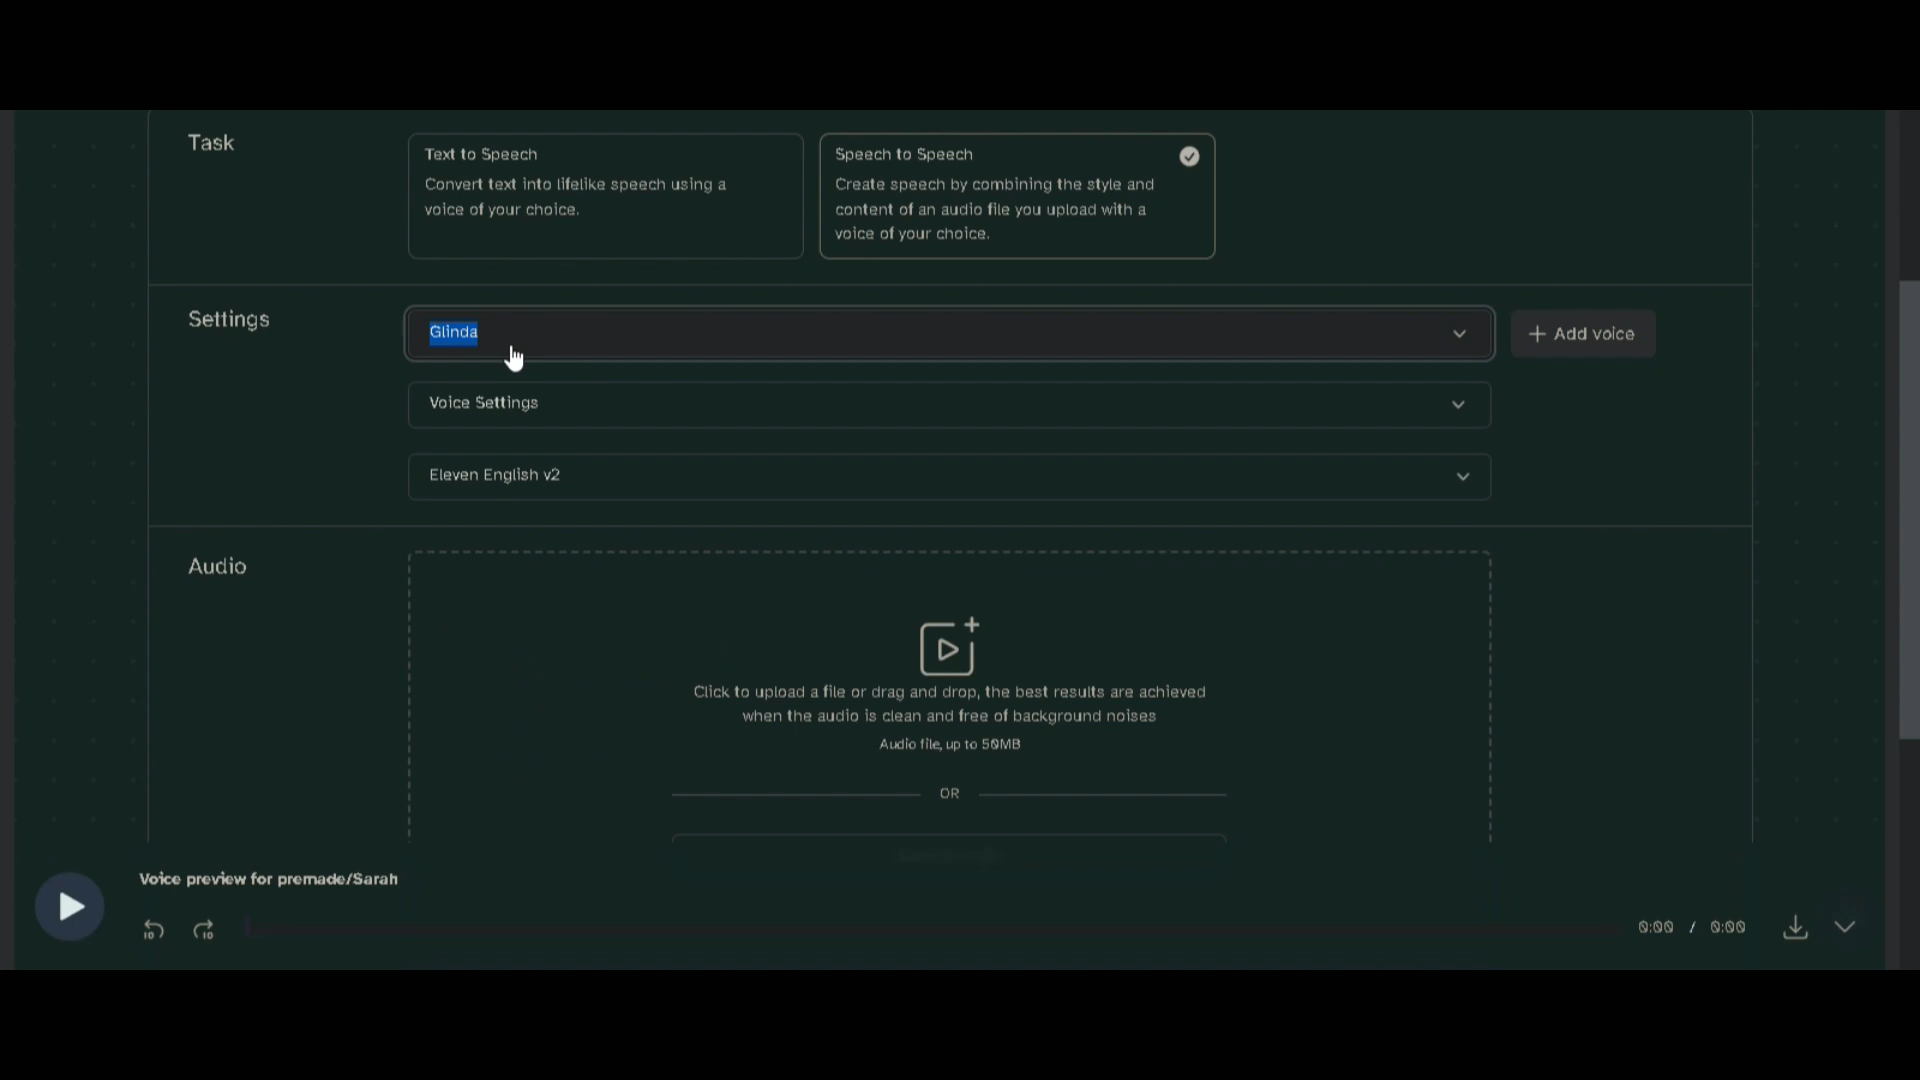 Task
Text to Speech
Convert text into lifelike speech using a
voice of your choice.
Speech to Speech
Create speech by combining the style and
content of an audio file you upload with a
voice of your choice.
Settings
Glinda
+ Add voice
Voice Settings
Eleven English v2
Audio
Click to upload a file or drag and drop, the best results are achieved
when the audio is clean and free of background noises
Audio file, up to 50MB
OR
Voice preview for premade/Sarah
10
10
0:00 / 0:00